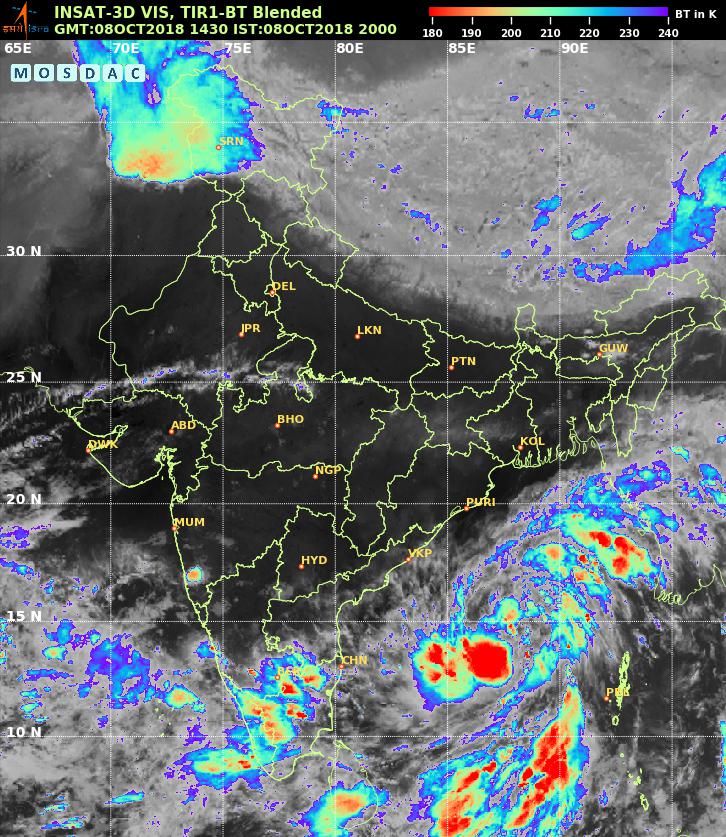 INSAT-3D VIS, TIR1-BT Blended
GMT:08OCT2018 1430 IST:08OCT2018 2000
BT in K
180 190 200 210 220 230 240
65E 70E 75E 80E 85E 90E
M O S D A C
SRN
30 N
DEL
JPR
LKN
GUW
PTN
25 N
BHO
ABD
KOL
DWK
NGP
20 N
PURI
MUM
VKP
HYD
15 N
CHN
10 N